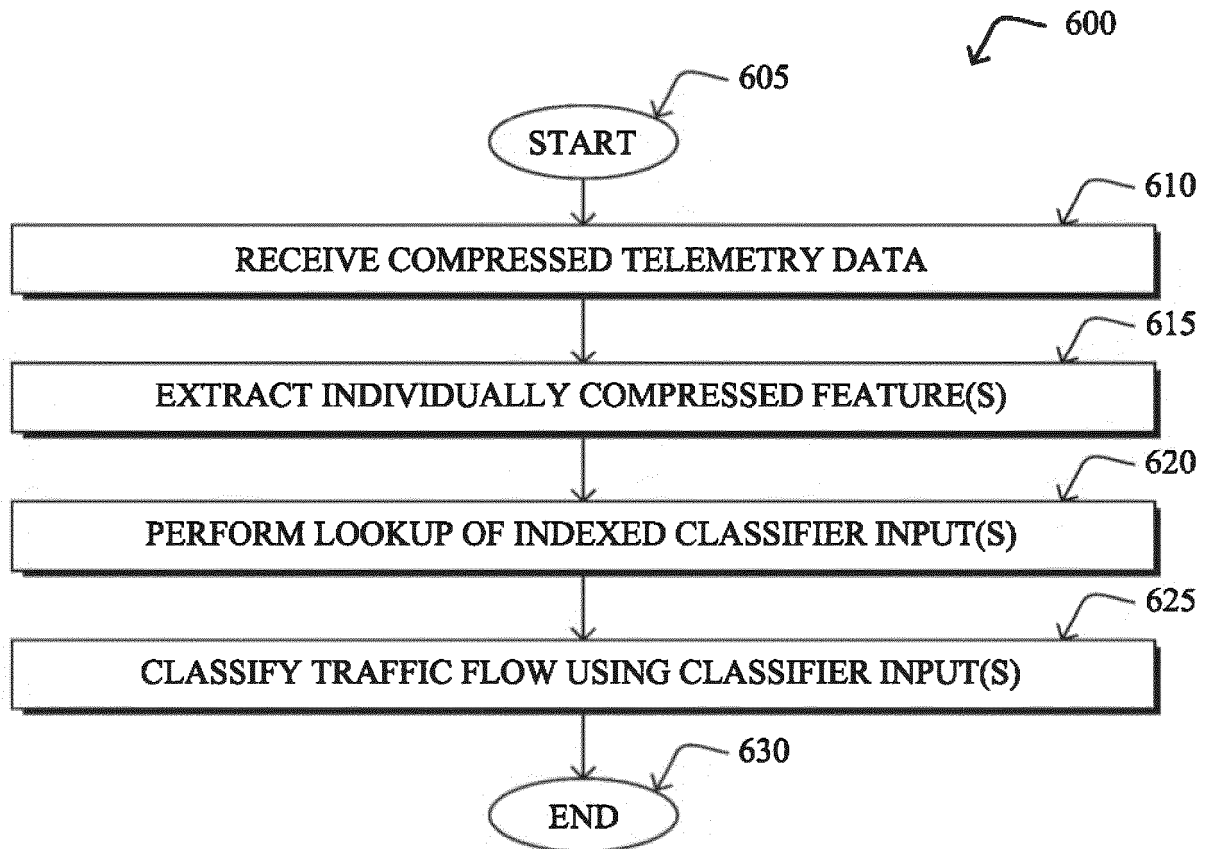 600
605
START
610
RECEIVE COMPRESSED TELEMETRY DATA
615
EXTRACT INDIVIDUALLY COMPRESSED FEATURE(S)
620
PERFORM LOOKUP OF INDEXED CLASSIFIER INPUT(S)
625
CLASSIFY TRAFFIC FLOW USING CLASSIFIER INPUT(S)
630
END